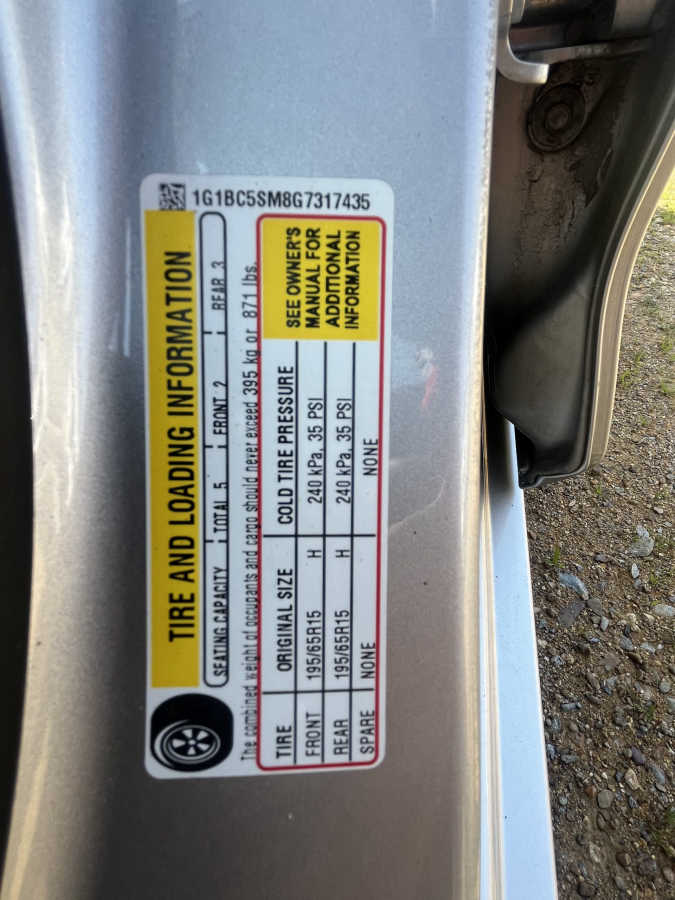 1G1BC5SM8G7317435
TIRE AND LOADING INFORMATION
SEATING CAPACITY TOTAL 5 FRONT 2 REAR 3
The combined weight of occupants and cargo should never exceed 395 kg or 871 lbs.
TIRE ORIGINAL SIZE COLD TIRE PRESSURE
FRONT 195/65R15 H 240 kPa, 35 PSI
REAR 195/65R15 H 240 kPa, 35 PSI
SPARE NONE NONE
SEE OWNER'S
MANUAL FOR
ADDITIONAL
INFORMATION